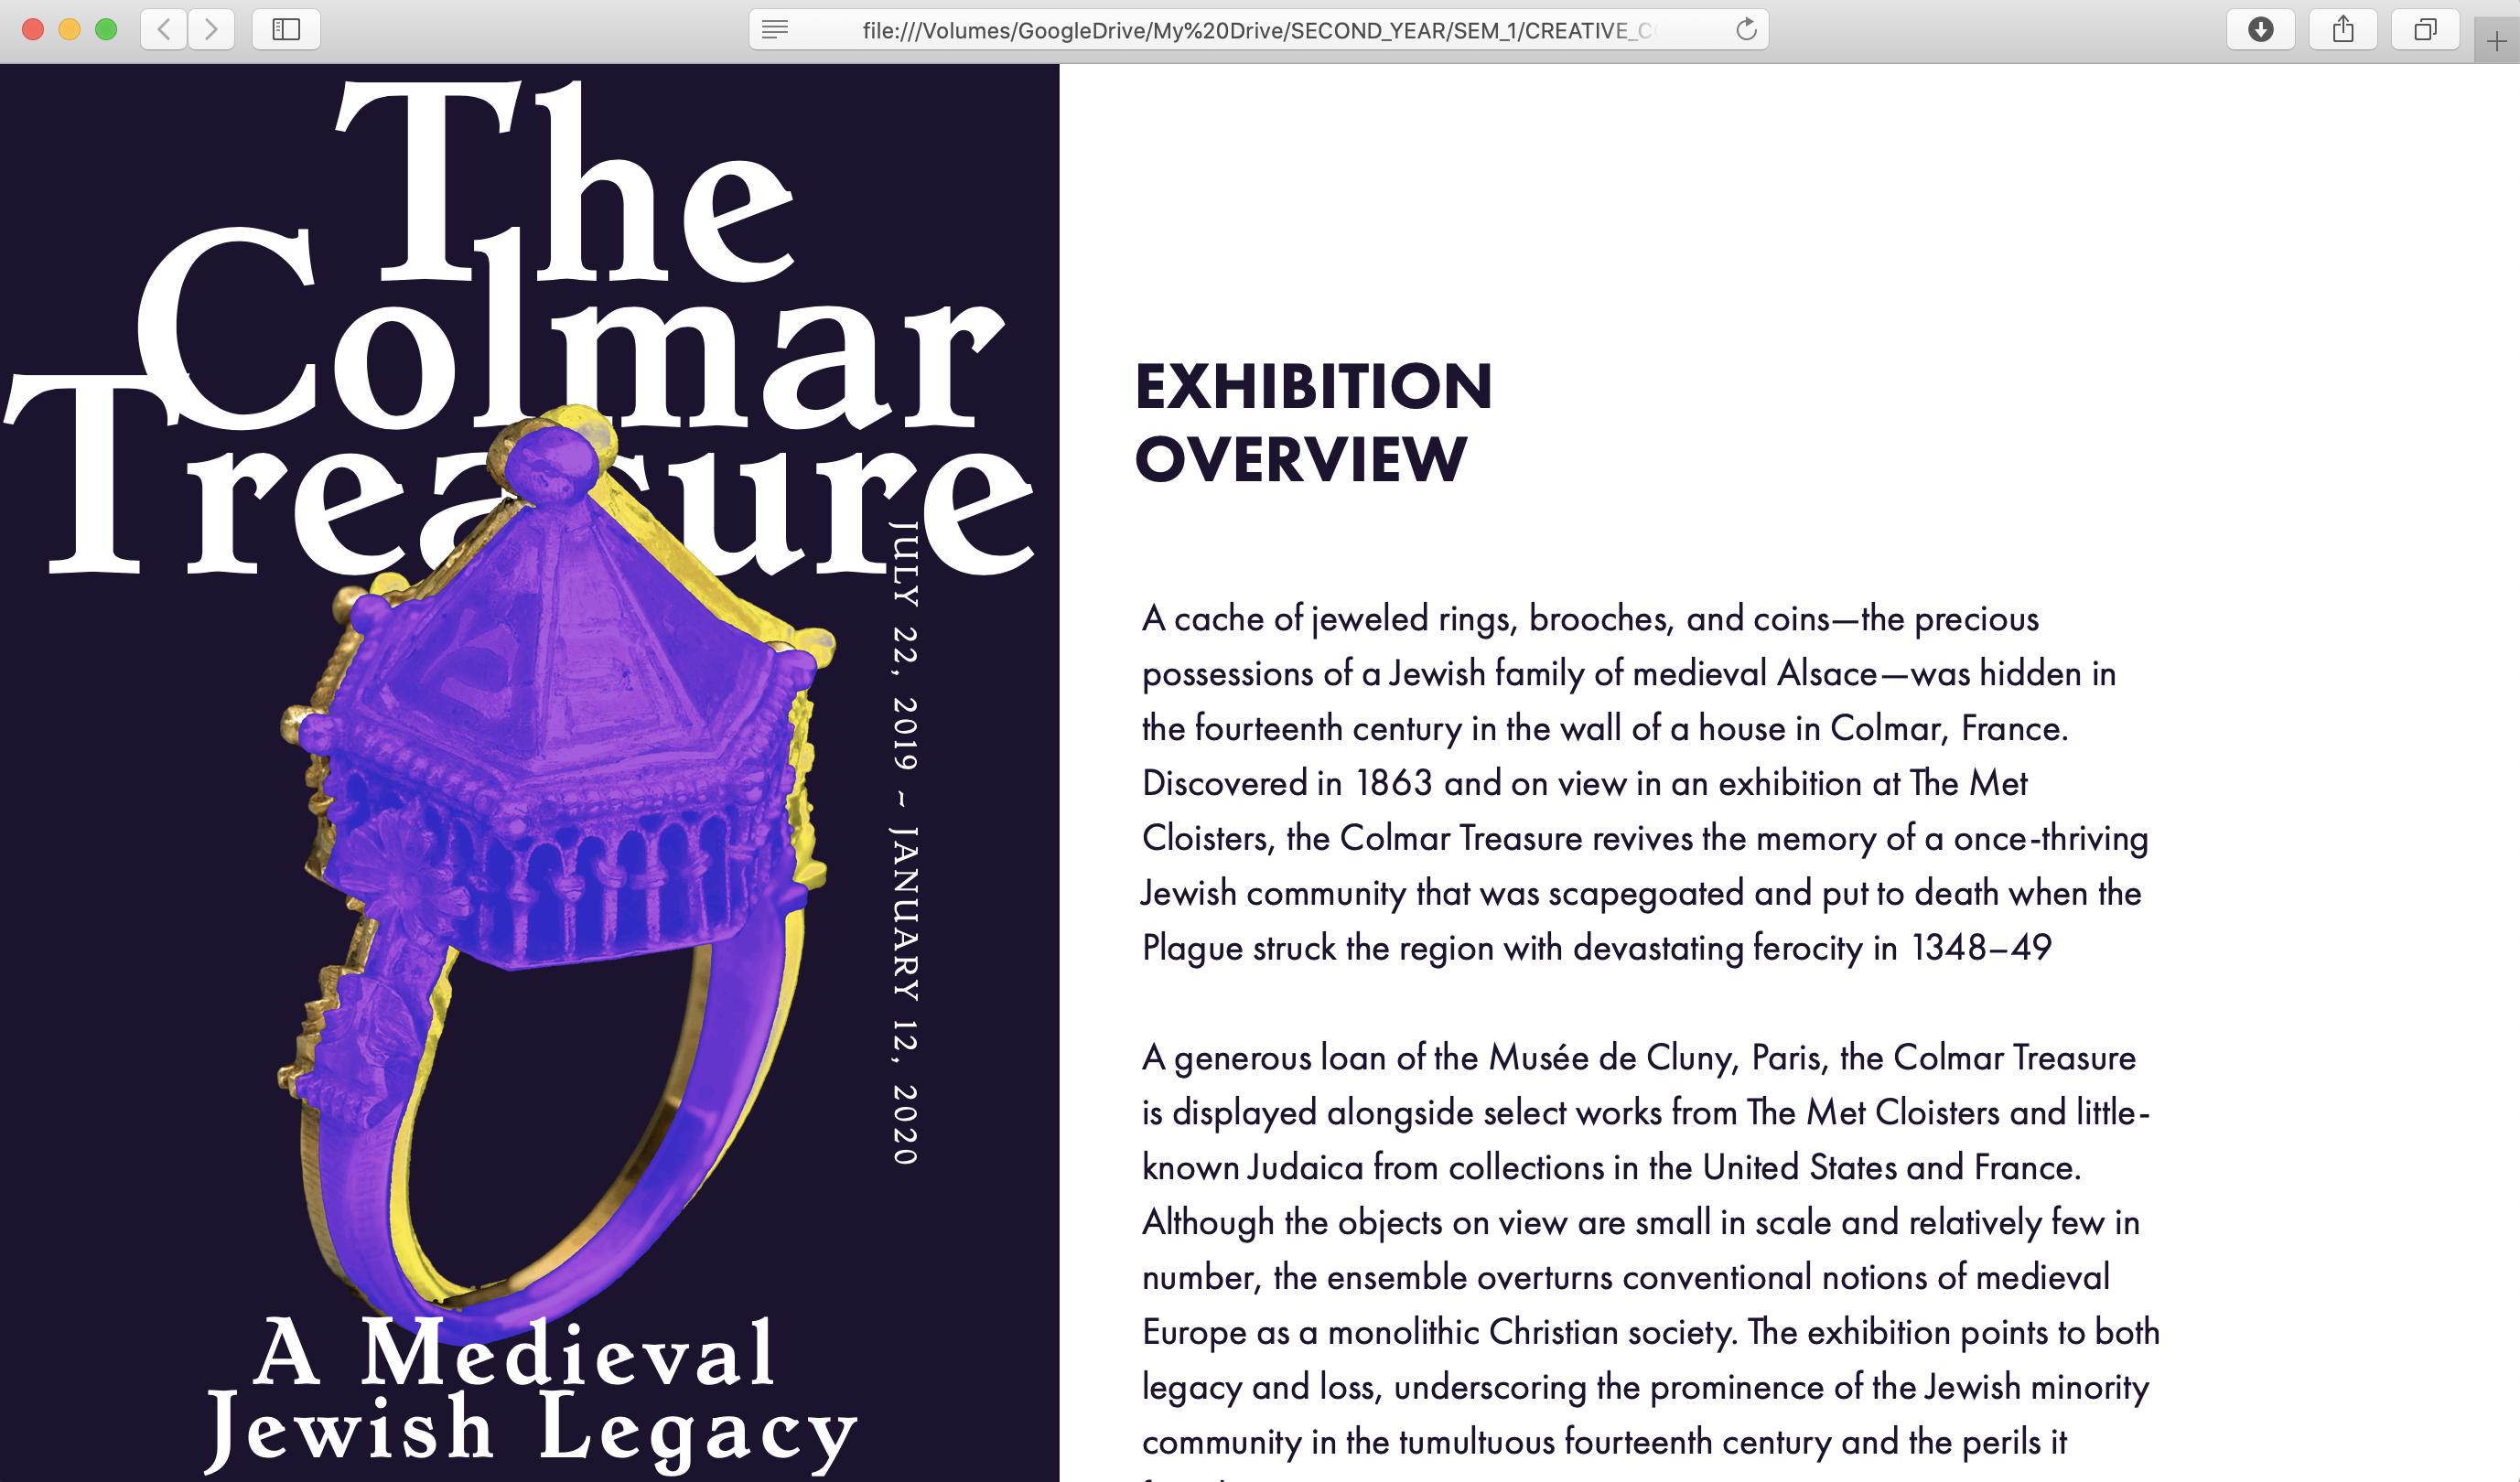 file:///Volumes/GoogleDrive/My%20Drive/SECOND_YEAR/SEM_1/CREATIVE_C
The
Colmar
Treasure
JULY 22, 2019 ~ JANUARY 12, 2020
A Medieval
Jewish Legacy
EXHIBITION
OVERVIEW
A cache of jeweled rings, brooches, and coins—the precious
possessions of a Jewish family of medieval Alsace—was hidden in
the fourteenth century in the wall of a house in Colmar, France.
Discovered in 1863 and on view in an exhibition at The Met
Cloisters, the Colmar Treasure revives the memory of a once-thriving
Jewish community that was scapegoated and put to death when the
Plague struck the region with devastating ferocity in 1348–49
A generous loan of the Musée de Cluny, Paris, the Colmar Treasure
is displayed alongside select works from The Met Cloisters and little-
known Judaica from collections in the United States and France.
Although the objects on view are small in scale and relatively few in
number, the ensemble overturns conventional notions of medieval
Europe as a monolithic Christian society. The exhibition points to both
legacy and loss, underscoring the prominence of the Jewish minority
community in the tumultuous fourteenth century and the perils it